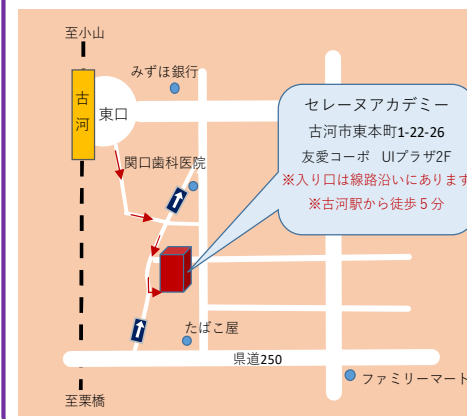 至小山
みずほ銀行
古河
東口
セレーヌアカデミー
古河市東本町1-22-26
友愛コーポ　UIプラザ2F
※入り口は線路沿いにあります
※古河駅から徒歩５分
関口歯科医院
たばこ屋
県道250
ファミリーマート
至栗橋